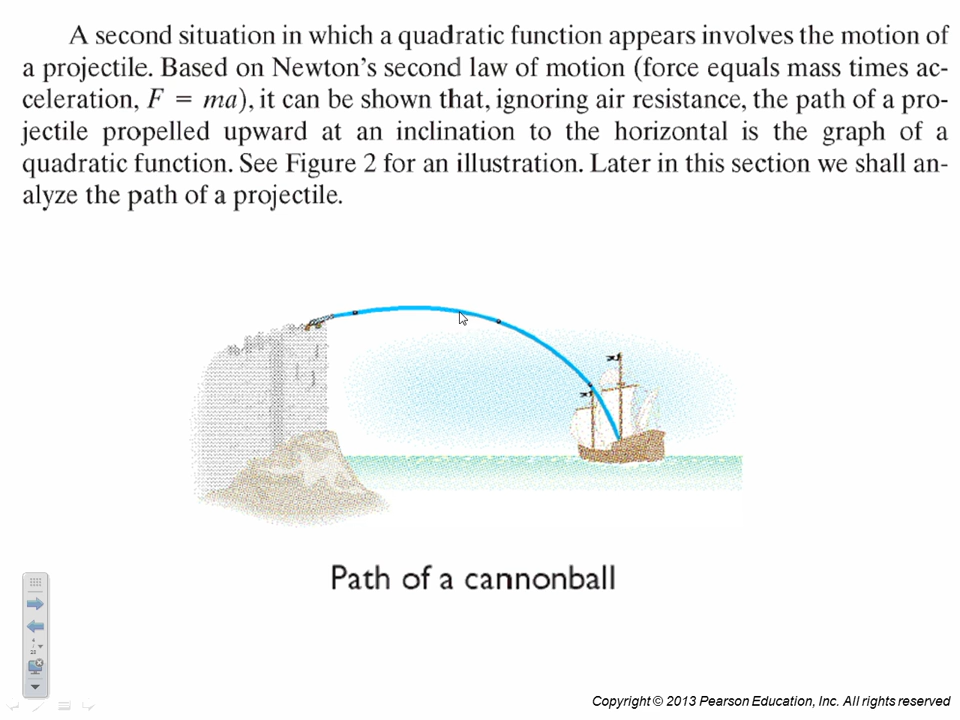 A second situation in which a quadratic function appears involves the motion of
a projectile. Based on Newton's second law of motion (force equals mass times ac-
celeration, F = ma), it can be shown that, ignoring air resistance, the path of a pro-
jectile propelled upward at an inclination to the horizontal is the graph of a
quadratic function. See Figure 2 for an illustration. Later in this section we shall an-
alyze the path of a projectile.
Path of a cannonball
Copyright © 2013 Pearson Education, Inc. All rights reserved